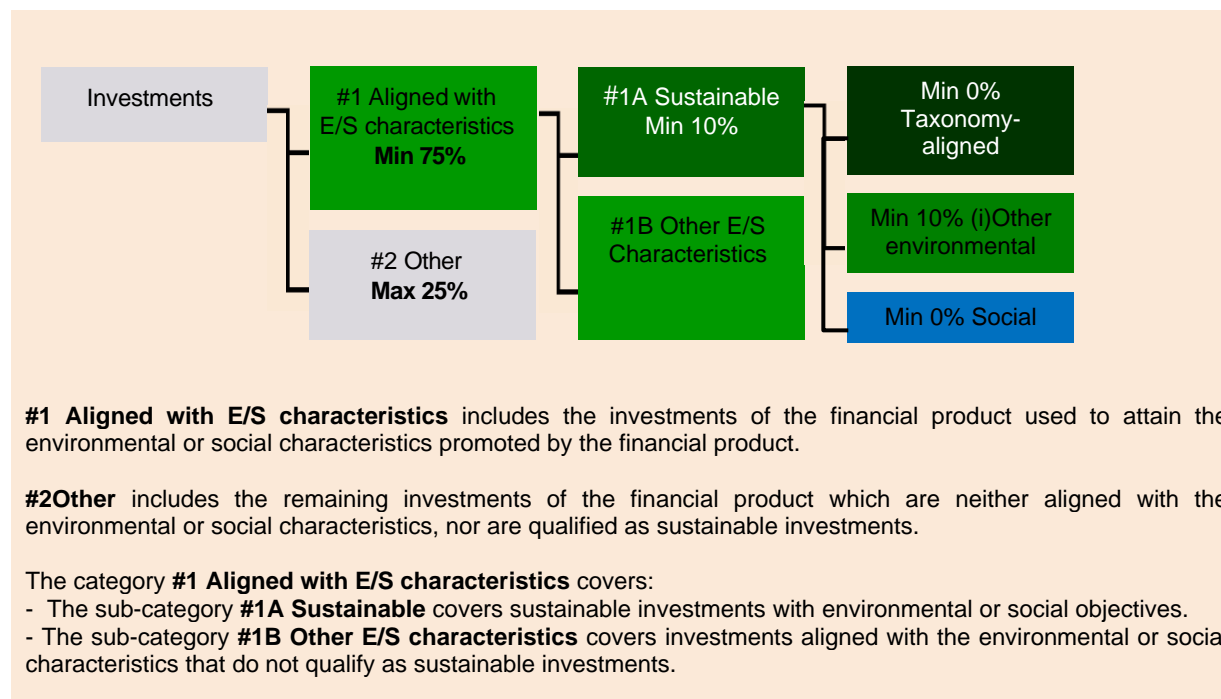 Investments
#1 Aligned with
E/S characteristics
Min 75%
#2 Other
Max 25%
#1A Sustainable
Min 10%
#1B Other E/S
Characteristics
Min 0%
Taxonomy-
aligned
Min 10% (i)Other
environmental
Min 0% Social
#1 Aligned with E/S characteristics includes the investments of the financial product used to attain the
environmental or social characteristics promoted by the financial product.
#2Other includes the remaining investments of the financial product which are neither aligned with the
environmental or social characteristics, nor are qualified as sustainable investments.
The category #1 Aligned with E/S characteristics covers:
- The sub-category #1A Sustainable covers sustainable investments with environmental or social objectives.
- The sub-category #1B Other E/S characteristics covers investments aligned with the environmental or social
characteristics that do not qualify as sustainable investments.